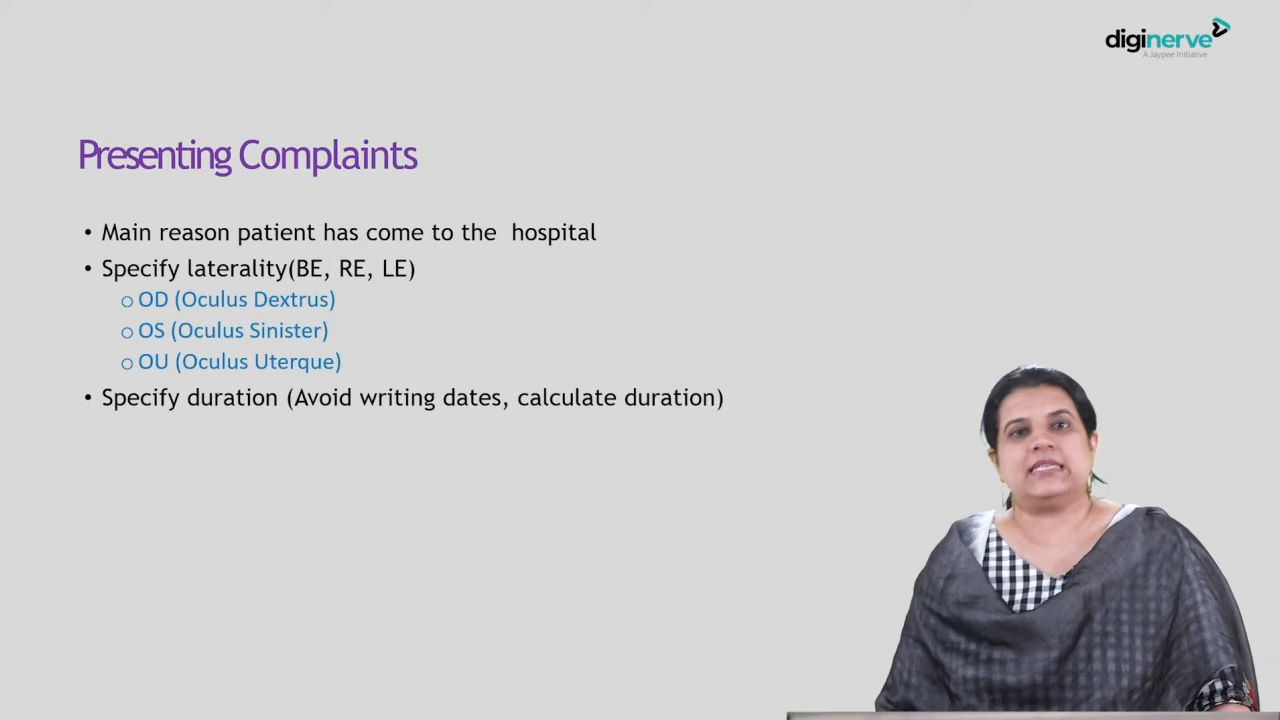 diginerve
A Jaypee Initiative
Presenting Complaints
• Main reason patient has come to the hospital
• Specify laterality(BE, RE, LE)
o OD (Oculus Dextrus)
o OS (Oculus Sinister)
o OU (Oculus Uterque)
• Specify duration (Avoid writing dates, calculate duration)